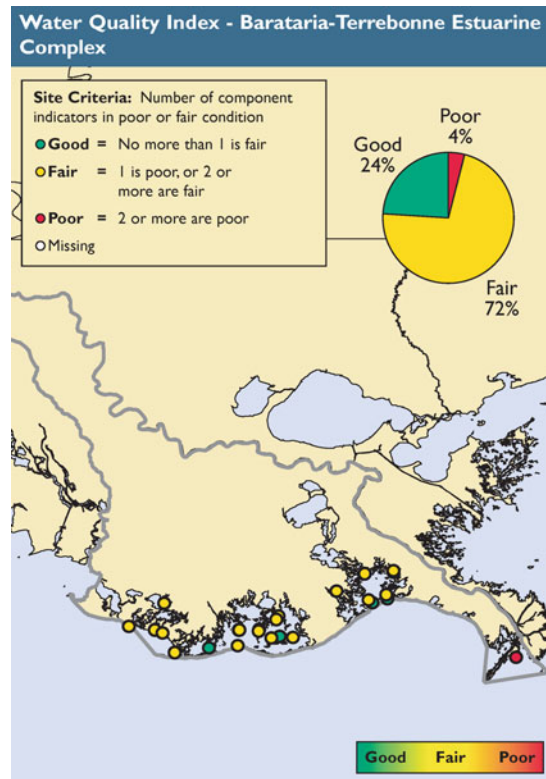 Water Quality Index - Barataria-Terrebonne Estuarine
Complex
Site Criteria: Number of component
indicators in poor or fair condition
Good = No more than 1 is fair
Fair = 1 is poor, or 2 or
more are fair
Poor = 2 or more are poor
Missing
Poor
4%
Good
24%
Fair
72%
Good Fair Poor